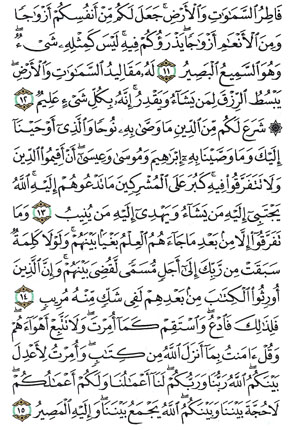 فَاطِرُ ٱلسَّمَـٰوَٰتِ وَٱلْأَرْضِ ۚ جَعَلَ لَكُم مِّنْ أَنفُسِكُمْ أَزْوَٰجًا
وَمِنَ ٱلْأَنْعَـٰمِ أَزْوَٰجًا ۖ يَذْرَؤُكُمْ فِيهِ ۚ لَيْسَ كَمِثْلِهِۦ شَىْءٌ ۖ
وَهُوَ ٱلسَّمِيعُ ٱلْبَصِيرُ ١١ لَهُۥ مَقَالِيدُ ٱلسَّمَـٰوَٰتِ وَٱلْأَرْضِ ۖ
يَبْسُطُ ٱلرِّزْقَ لِمَن يَشَآءُ وَيَقْدِرُ ۚ إِنَّهُۥ بِكُلِّ شَىْءٍ عَلِيمٌ ١٢
۞ شَرَعَ لَكُم مِّنَ ٱلدِّينِ مَا وَصَّىٰ بِهِۦ نُوحًا وَٱلَّذِىٓ أَوْحَيْنَآ
إِلَيْكَ وَمَا وَصَّيْنَا بِهِۦٓ إِبْرَٰهِيمَ وَمُوسَىٰ وَعِيسَىٰٓ ۖ أَنْ أَقِيمُوا۟ ٱلدِّينَ
وَلَا تَتَفَرَّقُوا۟ فِيهِ ۚ كَبُرَ عَلَى ٱلْمُشْرِكِينَ مَا تَدْعُوهُمْ إِلَيْهِ ۚ ٱللَّهُ
يَجْتَبِىٓ إِلَيْهِ مَن يَشَآءُ وَيَهْدِىٓ إِلَيْهِ مَن يُنِيبُ ١٣ وَمَا
تَفَرَّقُوٓا۟ إِلَّا مِنۢ بَعْدِ مَا جَآءَهُمُ ٱلْعِلْمُ بَغْيًۢا بَيْنَهُمْ ۚ وَلَوْلَا كَلِمَةٌ
سَبَقَتْ مِن رَّبِّكَ إِلَىٰٓ أَجَلٍ مُّسَمًّى لَّقُضِىَ بَيْنَهُمْ ۚ وَإِنَّ ٱلَّذِينَ
أُورِثُوا۟ ٱلْكِتَـٰبَ مِنۢ بَعْدِهِمْ لَفِى شَكٍّ مِّنْهُ مُرِيبٍ ١٤
فَلِذَٰلِكَ فَٱدْعُ ۖ وَٱسْتَقِمْ كَمَآ أُمِرْتَ ۖ وَلَا تَتَّبِعْ أَهْوَآءَهُمْ ۖ
وَقُلْ ءَامَنتُ بِمَآ أَنزَلَ ٱللَّهُ مِن كِتَـٰبٍ ۖ وَأُمِرْتُ لِأَعْدِلَ
بَيْنَكُمُ ۖ ٱللَّهُ رَبُّنَا وَرَبُّكُمْ ۖ لَنَآ أَعْمَـٰلُنَا وَلَكُمْ أَعْمَـٰلُكُمْ ۖ
لَا حُجَّةَ بَيْنَنَا وَبَيْنَكُمُ ۖ ٱللَّهُ يَجْمَعُ بَيْنَنَا ۖ وَإِلَيْهِ ٱلْمَصِيرُ ١٥